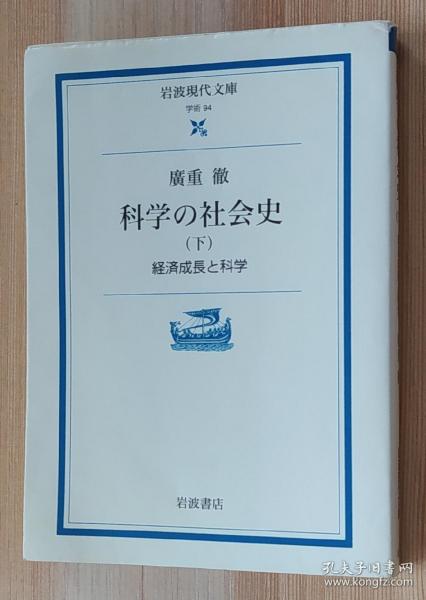 岩波現代文庫
学術 94
廣重 徹
科学の社会史
(下)
経済成長と科学
岩波書店
孔夫子旧书网
www.kongfz.com